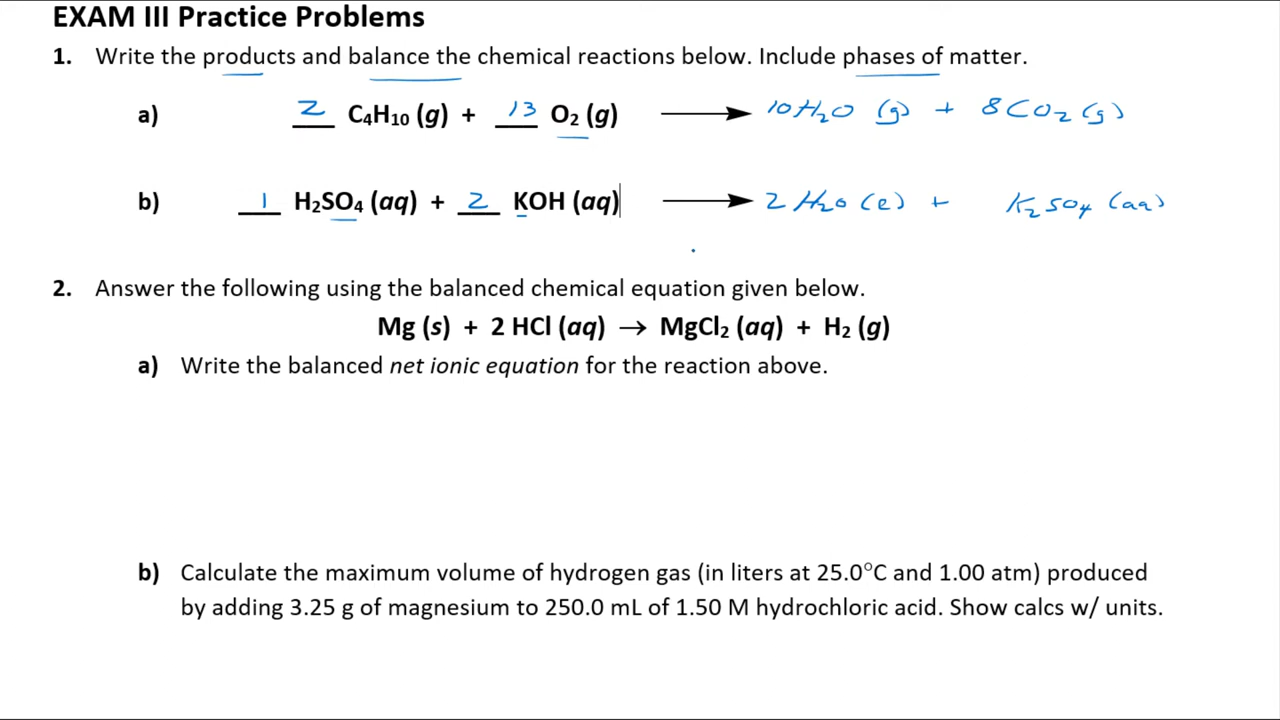 EXAM III Practice Problems
1. Write the products and balance the chemical reactions below. Include phases of matter.
a) 2 C₄H₁₀ (g) + 13 O₂ (g) ⟶ 10 H₂O (g) + 8 CO₂ (g)
b) 1 H₂SO₄ (aq) + 2 KOH (aq) ⟶ 2 H₂O (l) + K₂SO₄ (aq)
2. Answer the following using the balanced chemical equation given below.
Mg (s) + 2 HCl (aq) → MgCl₂ (aq) + H₂ (g)
a) Write the balanced net ionic equation for the reaction above.
b) Calculate the maximum volume of hydrogen gas (in liters at 25.0°C and 1.00 atm) produced
by adding 3.25 g of magnesium to 250.0 mL of 1.50 M hydrochloric acid. Show calcs w/ units.